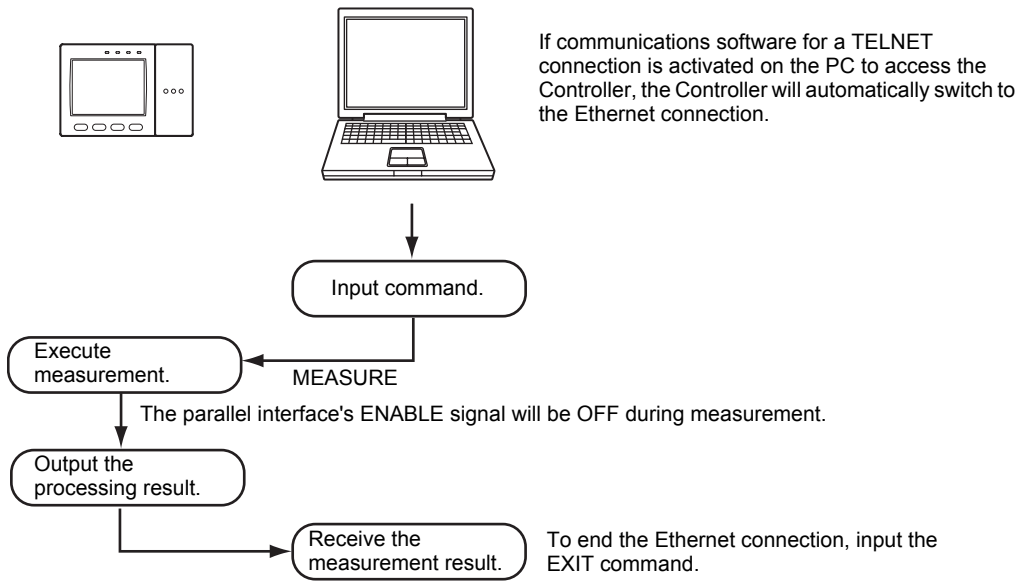 If communications software for a TELNET
connection is activated on the PC to access the
Controller, the Controller will automatically switch to
the Ethernet connection.
Input command.
Execute
measurement.
MEASURE
The parallel interface's ENABLE signal will be OFF during measurement.
Output the
processing result.
Receive the
measurement result.
To end the Ethernet connection, input the
EXIT command.